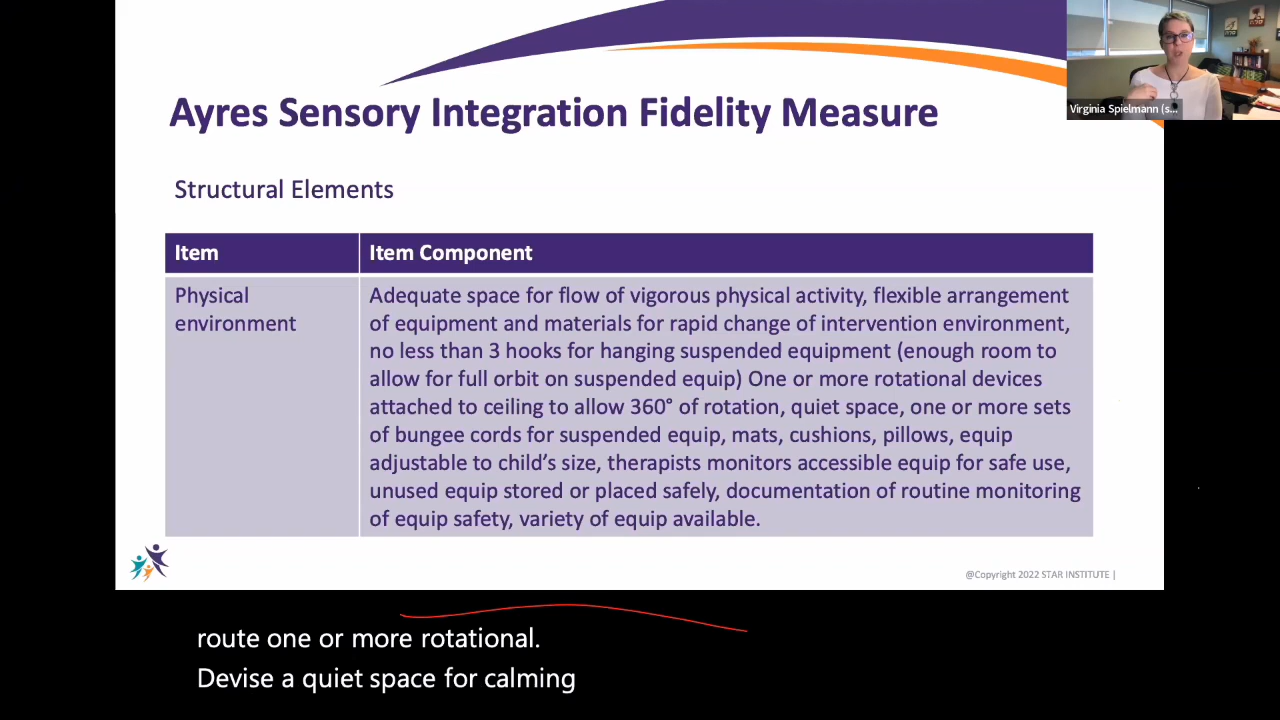 Ayres Sensory Integration Fidelity Measure
Virginia Spielmann (s...
Structural Elements
Item
Item Component
Physical
environment
Adequate space for flow of vigorous physical activity, flexible arrangement
of equipment and materials for rapid change of intervention environment,
no less than 3 hooks for hanging suspended equipment (enough room to
allow for full orbit on suspended equip) One or more rotational devices
attached to ceiling to allow 360° of rotation, quiet space, one or more sets
of bungee cords for suspended equip, mats, cushions, pillows, equip
adjustable to child's size, therapists monitors accessible equip for safe use,
unused equip stored or placed safely, documentation of routine monitoring
of equip safety, variety of equip available.
@Copyright 2022 STAR INSTITUTE |
route one or more rotational.
Devise a quiet space for calming